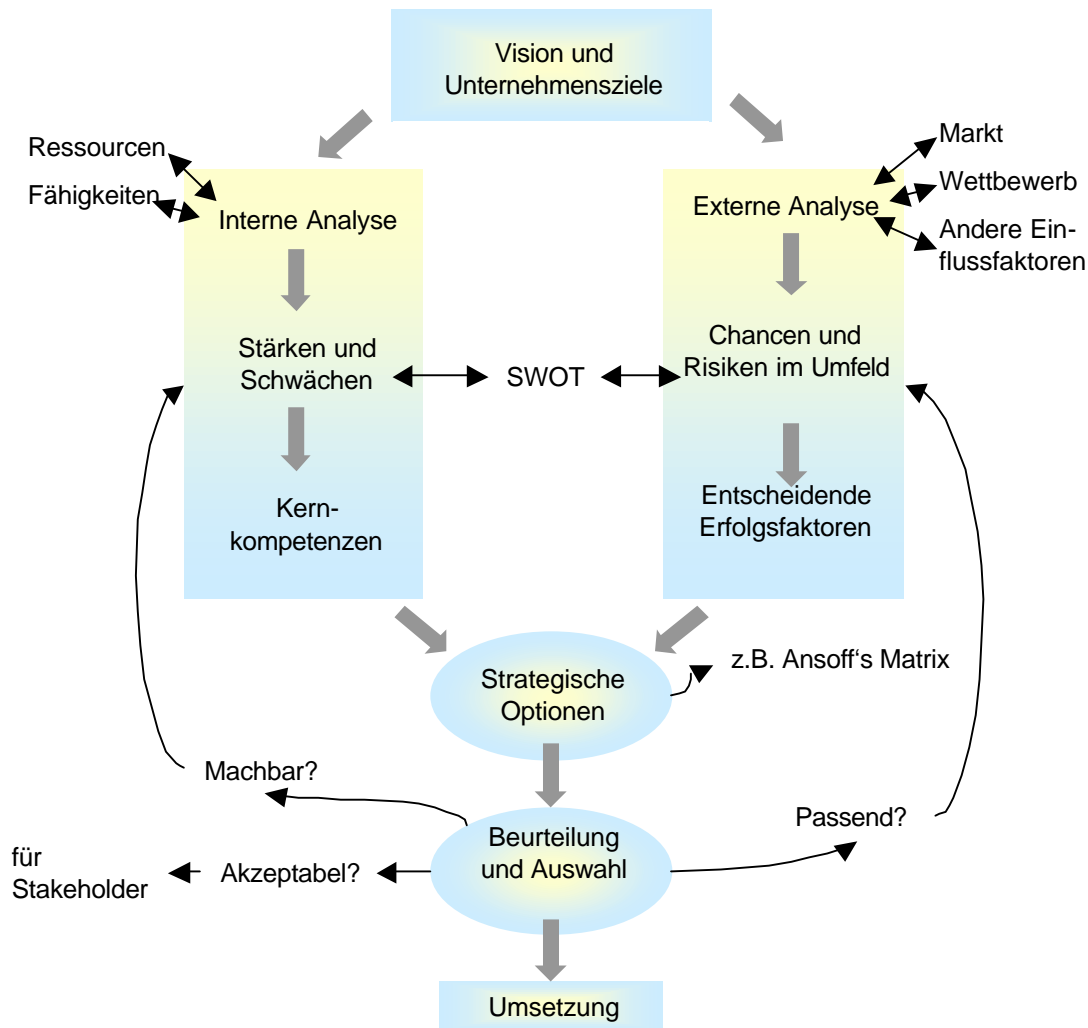 Vision und
Unternehmensziele
Ressourcen
Fähigkeiten
Interne Analyse
Externe Analyse
Markt
Wettbewerb
Andere Ein-
flussfaktoren
Stärken und
Schwächen
SWOT
Chancen und
Risiken im Umfeld
Kern-
kompetenzen
Entscheidende
Erfolgsfaktoren
Strategische
Optionen
z.B. Ansoff‘s Matrix
Machbar?
Passend?
Beurteilung
und Auswahl
Akzeptabel?
für
Stakeholder
Umsetzung